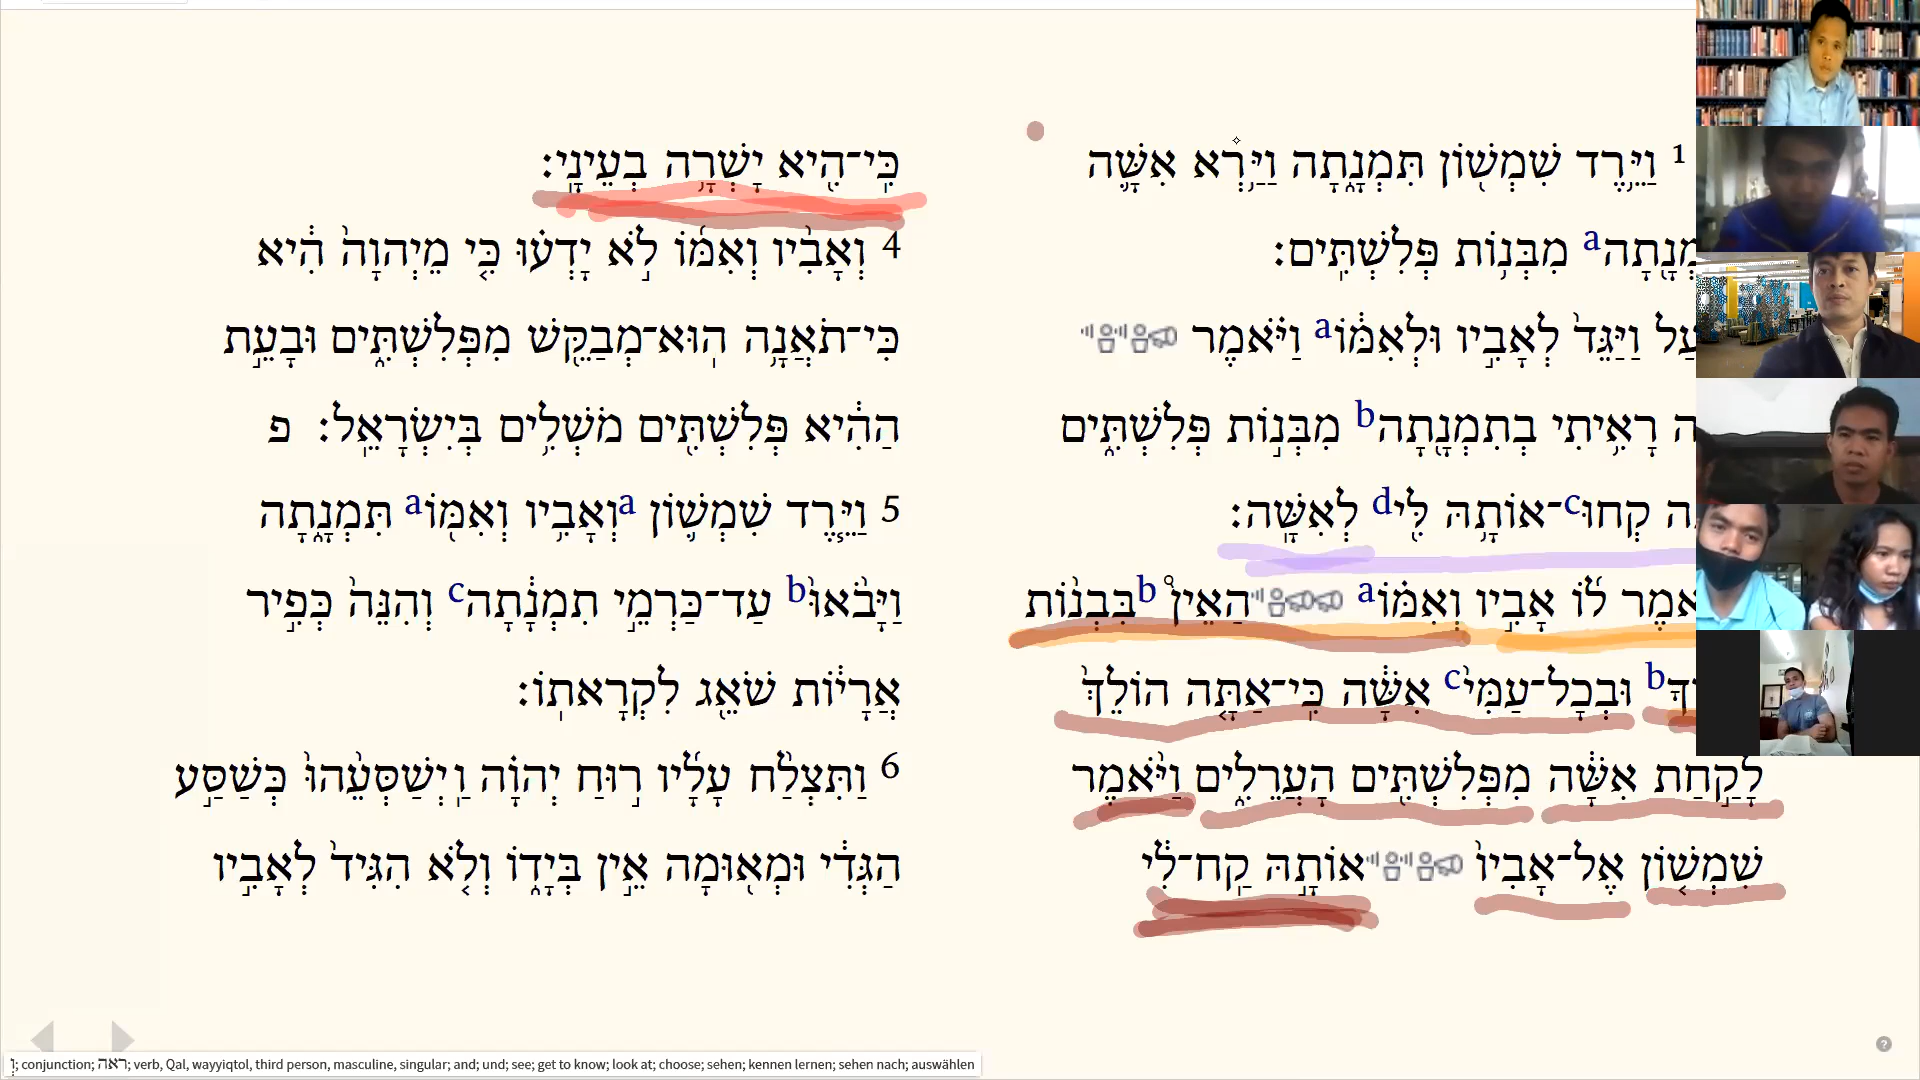 1 וַיֵּ֥רֶד שִׁמְשׁ֖וֹן תִּמְנָ֑תָה וַיַּ֥רְא אִשָּׁ֛ה
מִבְּנ֥וֹת פְּלִשְׁתִּֽים׃ a
וַיַּגֵּד֙ לְאָבִ֣יו וּלְאִמּ֔וֹ a וַיֹּ֗אמֶר
רָאִ֥יתִי בְתִמְנָ֖תָה b מִבְּנ֣וֹת פְּלִשְׁתִּ֑ים
קְחוּ c־אוֹתָ֥הּ לִּ֖י d לְאִשָּֽׁה׃
ל֜וֹ אָבִ֣יו וְאִמּ֗וֹ a הַאֵין֩ b בִּבְנ֨וֹת
b וּבְכָל־עַמִּי֙ c אִשָּׁ֔ה כִּֽי־אַתָּ֤ה הוֹלֵךְ֙
לָקַ֣חַת אִשָּׁ֔ה מִפְּלִשְׁתִּ֖ים הָעֲרֵלִ֑ים וַיֹּ֨אמֶר
שִׁמְשׁ֤וֹן אֶל־אָבִיו֙ אוֹתָ֣הּ קַֽח־לִ֔י
כִּֽי־הִ֖יא יָשְׁרָ֥ה בְעֵינָֽי׃
4 וְאָבִ֨יו וְאִמּ֜וֹ לֹ֣א יָדְע֗וּ כִּ֤י מֵיְהוָה֙ הִ֔יא
כִּי־תֹאֲנָ֥ה הֽוּא־מְבַקֵּ֖שׁ מִפְּלִשְׁתִּ֑ים וּבָעֵ֣ת
הַהִ֔יא פְּלִשְׁתִּ֖ים מֹשְׁלִ֥ים בְּיִשְׂרָאֵֽל׃ פ
5 וַיֵּ֧רֶד שִׁמְשׁ֛וֹן a וְאָבִ֥יו וְאִמּ֖וֹ a תִּמְנָ֑תָה
וַיָּבֹ֙אוּ֙ b עַד־כַּרְמֵ֣י תִמְנָ֔תָה c וְהִנֵּה֙ כְּפִ֣יר
אֲרָי֔וֹת שֹׁאֵ֖ג לִקְרָאתֽוֹ׃
6 וַתִּצְלַ֨ח עָלָ֜יו ר֣וּחַ יְהוָ֗ה וַֽיְשַׁסְּעֵ֙הוּ֙ כְּשַׁסַּ֣ע
הַגְּדִ֔י וּמְא֖וּמָה אֵ֣ין בְּיָד֑וֹ וְלֹ֤א הִגִּיד֙ לְאָבִ֣יו
וְ; conjunction; ראה; verb, Qal, wayyiqtol, third person, masculine, singular; and; und; see; get to know; look at; choose; sehen; kennen lernen; sehen nach; auswählen